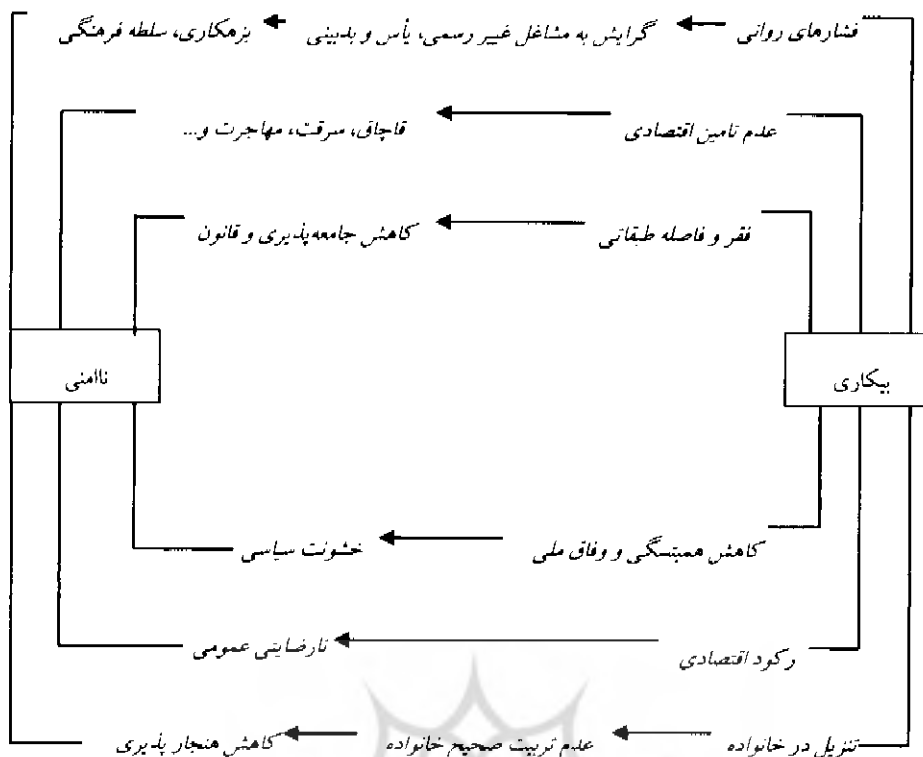 فشارهای روانی گرایش به مشاغل غیر رسمی، یأس و بدبینی بزهکاری، سلطه فرهنگی
عدم تامین اقتصادی قاچاق، سرقت، مهاجرت و...
فقر و فاصله طبقاتی کاهش جامعه‌پذیری و قانون
بیکاری ناامنی
کاهش همبستگی و وفاق ملی خشونت سیاسی
رکود اقتصادی نارضایتی عمومی
تنزیل در خانواده عدم تربیت صحیح خانواده کاهش هنجار پذیری